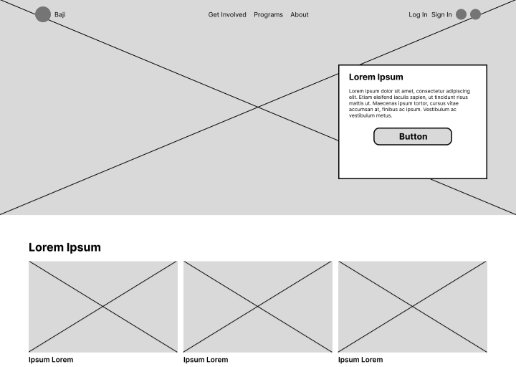 Baji
Get Involved Programs About
Log in Sign In
Lorem Ipsum
Lorem ipsum dolor sit amet, consectetur adipiscing
elit. Etiam eleifend iaculis sapien, ut tincidunt risus
mattis ut. Maecenas ipsum tortor, cursus vitae
accumsan at, finibus ac ipsum. Vestibulum ac
vestibulum metus.
Button
Lorem Ipsum
Ipsum Lorem
Ipsum Lorem
Ipsum Lorem